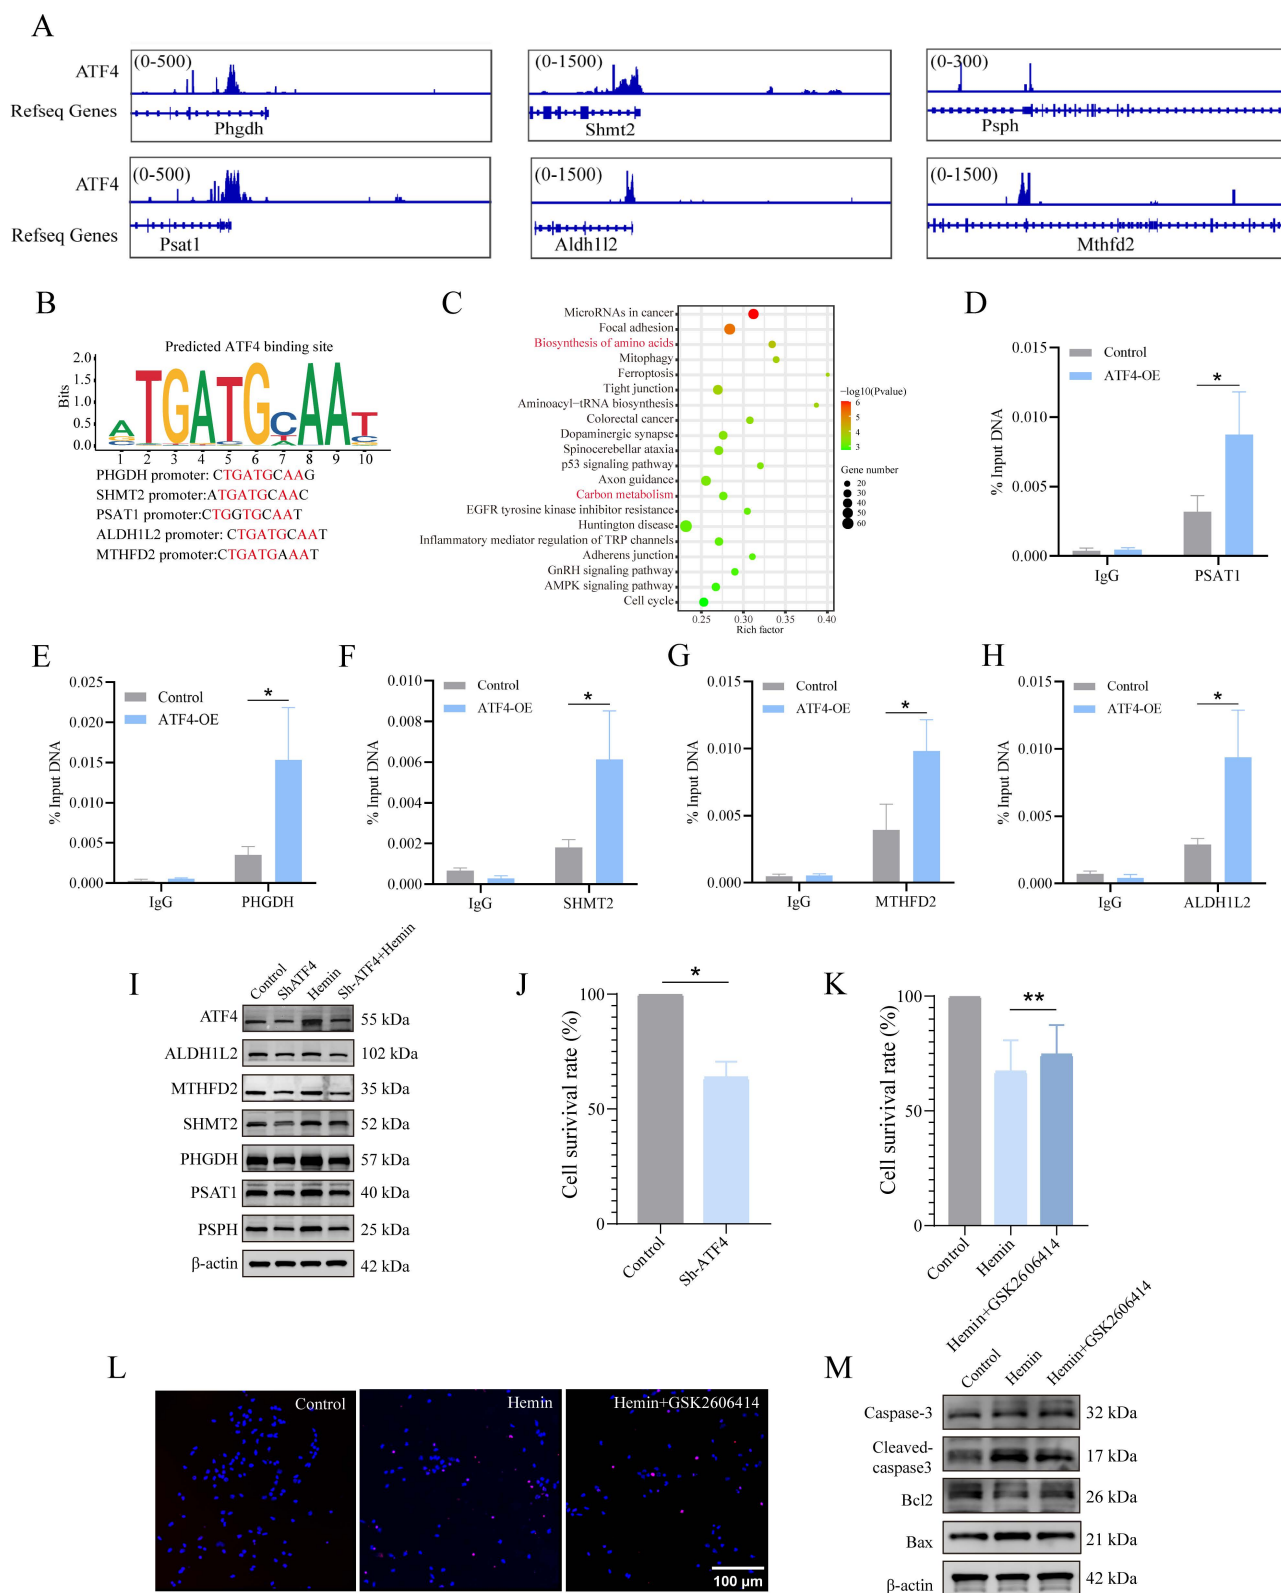 A
ATF4
(0-500)
(0-1500)
(0-300)
Refseq Genes
Phgdh
Shmt2
Psph
ATF4
(0-500)
(0-1500)
(0-1500)
Refseq Genes
Psat1
Aldh1l2
Mthfd2
B
Predicted ATF4 binding site
Bits
2.0
1.5
1.0
0.5
0.0
A TGATG C AA T
1 2 3 4 5 6 7 8 9 10
PHGDH promoter: CTGATGCAAG
SHMT2 promoter:ATGATGCAAC
PSAT1 promoter:CTGGTGCAAT
ALDH1L2 promoter: CTGATGCAAT
MTHFD2 promoter:CTGATGAAAT
C
MicroRNAs in cancer
Focal adhesion
Biosynthesis of amino acids
Mitophagy
Ferroptosis
Tight junction
Aminoacyl−tRNA biosynthesis
Colorectal cancer
Dopaminergic synapse
Spinocerebellar ataxia
p53 signaling pathway
Axon guidance
Carbon metabolism
EGFR tyrosine kinase inhibitor resistance
Huntington disease
Inflammatory mediator regulation of TRP channels
Adherens junction
GnRH signaling pathway
AMPK signaling pathway
Cell cycle
0.25 0.30 0.35 0.40
Rich factor
−log10(Pvalue)
6
5
4
3
Gene number
20
30
40
50
60
D
% Input DNA
0.015
0.010
0.005
0.000
Control
ATF4-OE
*
IgG
PSAT1
E
% Input DNA
0.025
0.020
0.015
0.010
0.005
0.000
Control
ATF4-OE
*
IgG
PHGDH
F
% Input DNA
0.010
0.008
0.006
0.004
0.002
0.000
Control
ATF4-OE
*
IgG
SHMT2
G
% Input DNA
0.015
0.010
0.005
0.000
Control
ATF4-OE
*
IgG
MTHFD2
H
% Input DNA
0.015
0.010
0.005
0.000
Control
ATF4-OE
*
IgG
ALDH1L2
I
Control
ShATF4
Hemin
Sh-ATF4+Hemin
ATF4 55 kDa
ALDH1L2 102 kDa
MTHFD2 35 kDa
SHMT2 52 kDa
PHGDH 57 kDa
PSAT1 40 kDa
PSPH 25 kDa
β-actin 42 kDa
J
Cell surival rate (%)
100
50
0
*
Control
Sh-ATF4
K
Cell surival rate (%)
100
50
0
**
Control
Hemin
Hemin+GSK2606414
L
Control
Hemin
Hemin+GSK2606414
100 μm
M
Control
Hemin
Hemin+GSK2606414
Caspase-3 32 kDa
Cleaved-
caspase3 17 kDa
Bcl2 26 kDa
Bax 21 kDa
β-actin 42 kDa